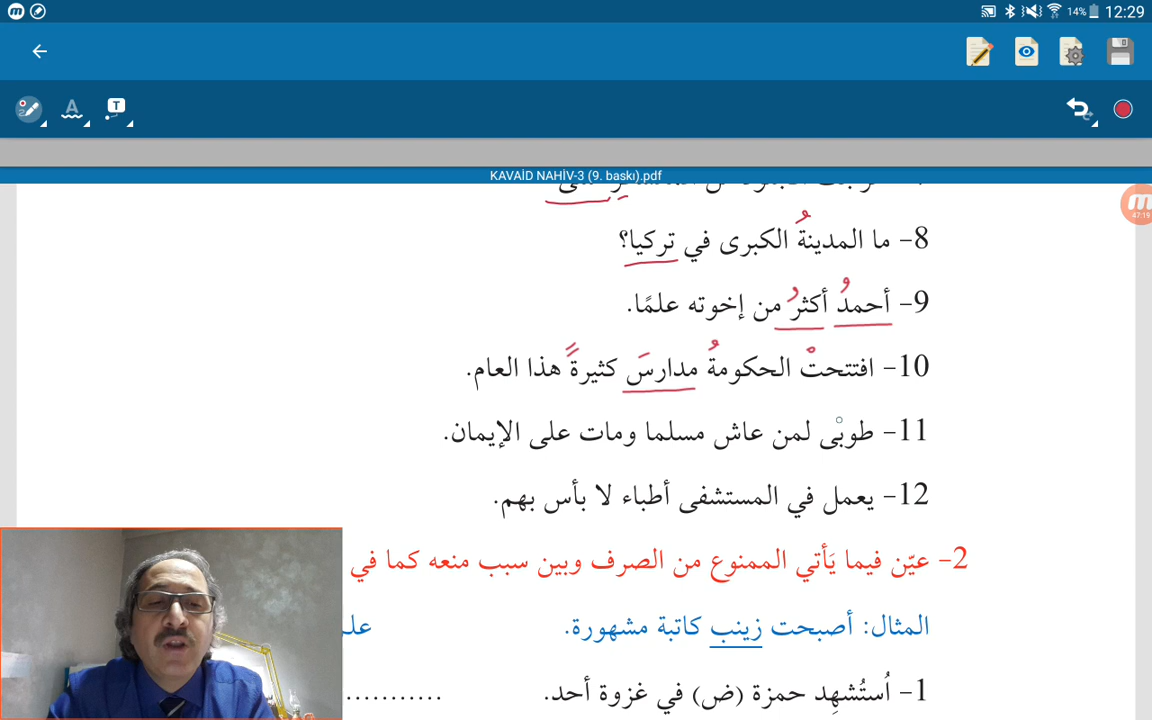 14% 12:29
A T
KAVAİD NAHİV-3 (9. baskı).pdf
47:19
8- ما المدينةُ الكبرى في تركيا؟
9- أحمدُ أكثرُ من إخوته علمًا.
10- افتتحتْ الحكومةُ مدارسَ كثيرةً هذا العام.
11- طوبْى لمن عاش مسلما ومات على الإيمان.
12- يعمل في المستشفى أطباء لا بأس بهم.
2- عيّن فيما يَأتي الممنوع من الصرف وبين سبب منعه كما في
المثال: أصبحت زينب كاتبة مشهورة.
1- اُستُشهِد حمزة (ض) في غزوة أحد. ............